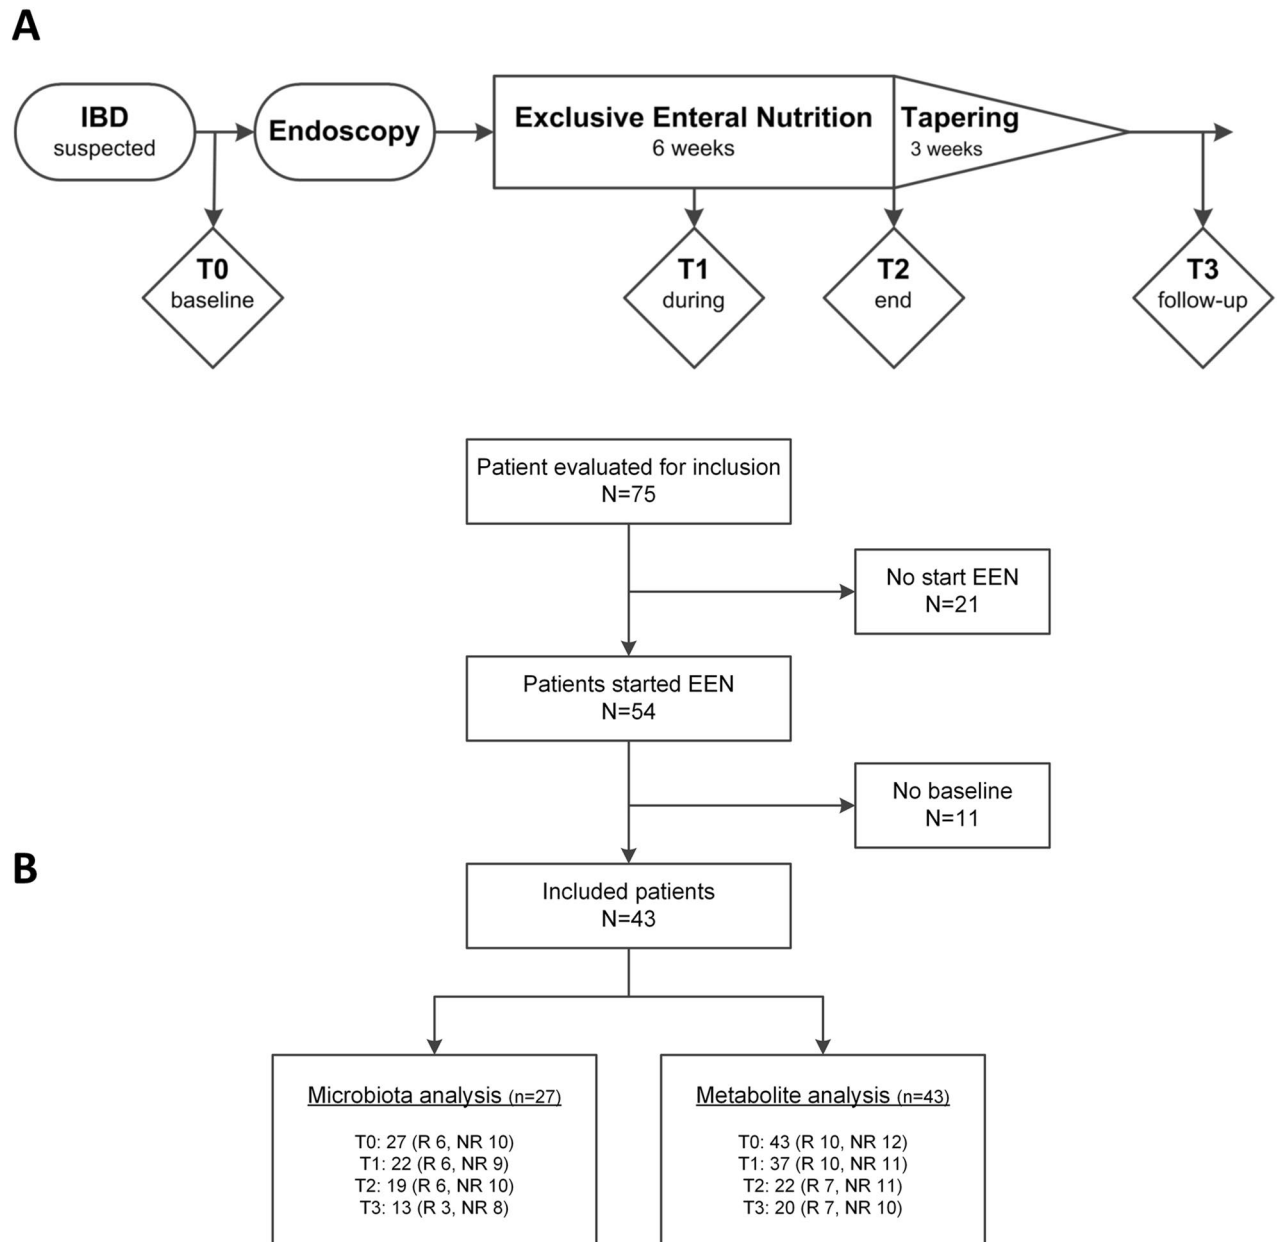 A
IBD
suspected
Endoscopy
Exclusive Enteral Nutrition
6 weeks
Tapering
3 weeks
T0
baseline
T1
during
T2
end
T3
follow-up
Patient evaluated for inclusion
N=75
No start EEN
N=21
Patients started EEN
N=54
No baseline
N=11
B
Included patients
N=43
Microbiota analysis (n=27)
T0: 27 (R 6, NR 10)
T1: 22 (R 6, NR 9)
T2: 19 (R 6, NR 10)
T3: 13 (R 3, NR 8)
Metabolite analysis (n=43)
T0: 43 (R 10, NR 12)
T1: 37 (R 10, NR 11)
T2: 22 (R 7, NR 11)
T3: 20 (R 7, NR 10)